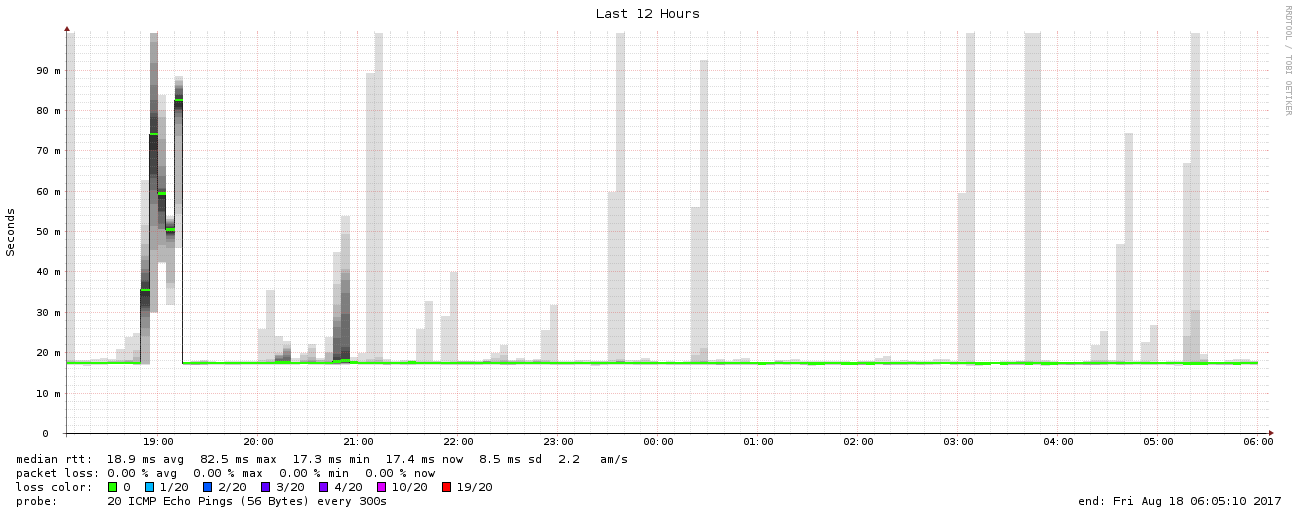 Last 12 Hours
RRDTOOL / TOBI OETIKER
Seconds
90 m
80 m
70 m
60 m
50 m
40 m
30 m
20 m
10 m
0
19:00 20:00 21:00 22:00 23:00 00:00 01:00 02:00 03:00 04:00 05:00 06:00
median rtt: 18.9 ms avg 82.5 ms max 17.3 ms min 17.4 ms now 8.5 ms sd 2.2 am/s
packet loss: 0.00 % avg 0.00 % max 0.00 % min 0.00 % now
loss color: 0 1/20 2/20 3/20 4/20 10/20 19/20
probe: 20 ICMP Echo Pings (56 Bytes) every 300s end: Fri Aug 18 06:05:10 2017